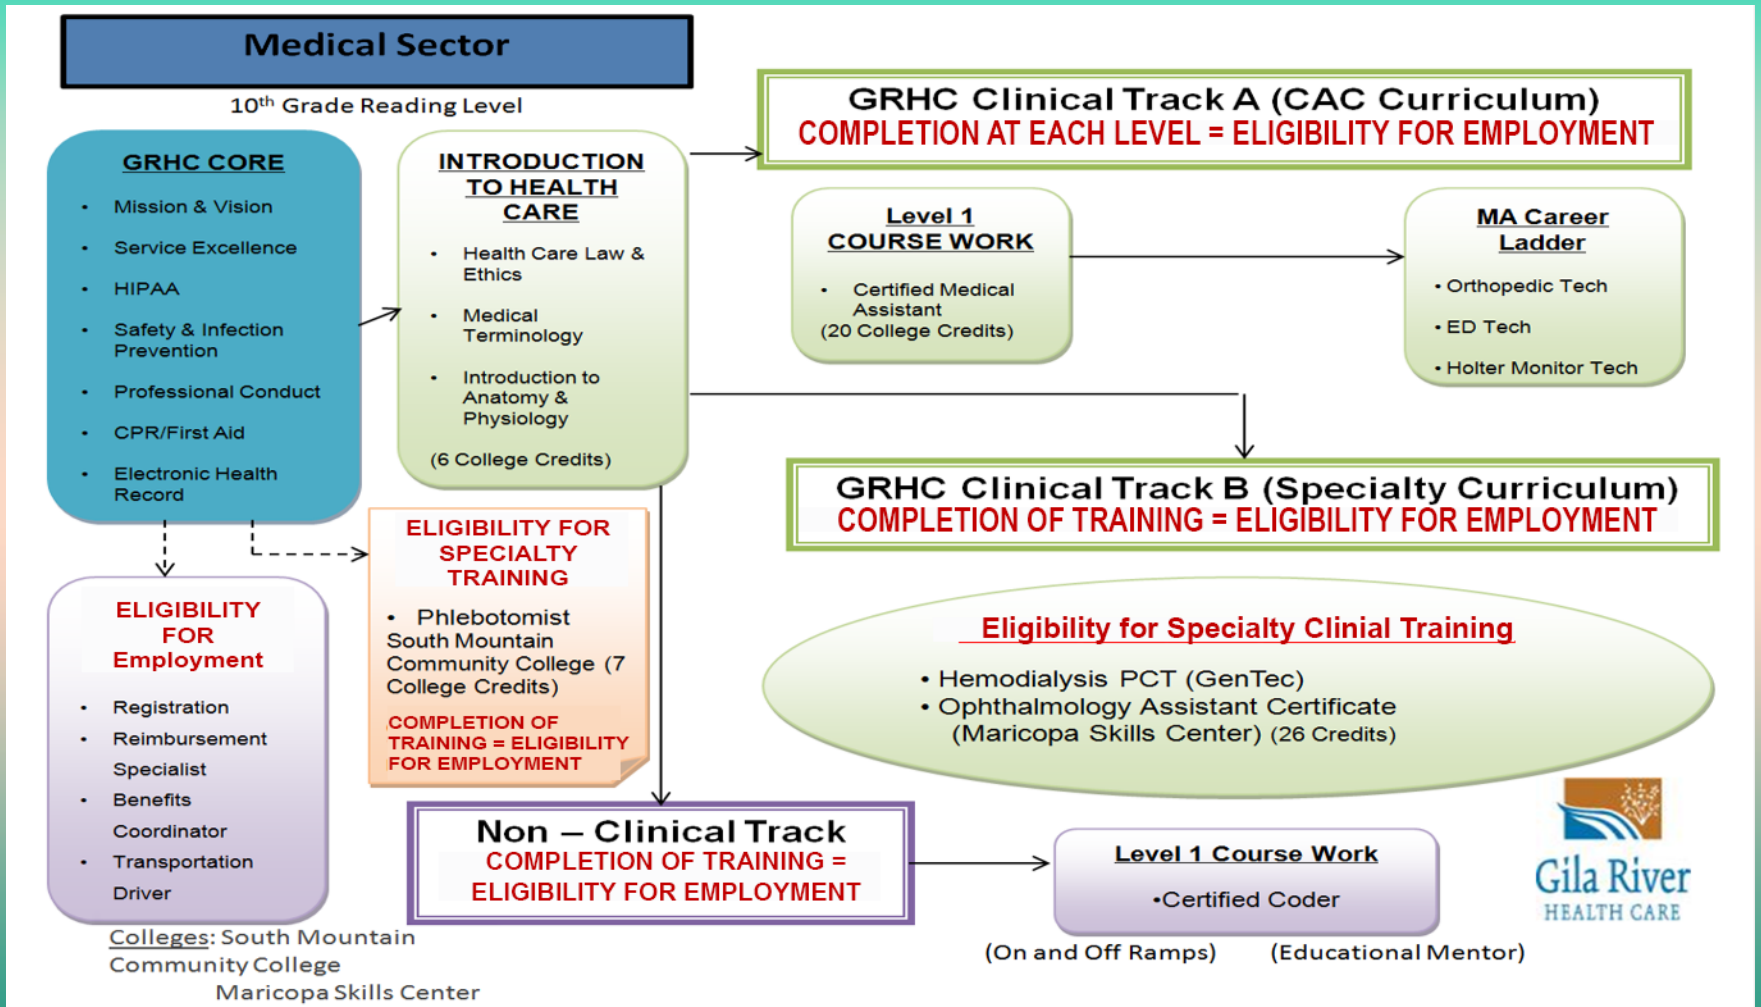 Medical Sector
10th Grade Reading Level
GRHC CORE
• Mission & Vision
• Service Excellence
• HIPAA
• Safety & Infection
Prevention
• Professional Conduct
• CPR/First Aid
• Electronic Health
Record
INTRODUCTION
TO HEALTH
CARE
• Health Care Law &
Ethics
• Medical
Terminology
• Introduction to
Anatomy &
Physiology
(6 College Credits)
GRHC Clinical Track A (CAC Curriculum)
COMPLETION AT EACH LEVEL = ELIGIBILITY FOR EMPLOYMENT
Level 1
COURSE WORK
• Certified Medical
Assistant
(20 College Credits)
MA Career
Ladder
• Orthopedic Tech
• ED Tech
• Holter Monitor Tech
GRHC Clinical Track B (Specialty Curriculum)
COMPLETION OF TRAINING = ELIGIBILITY FOR EMPLOYMENT
ELIGIBILITY FOR
SPECIALTY
TRAINING
• Phlebotomist
South Mountain
Community College (7
College Credits)
COMPLETION OF
TRAINING = ELIGIBILITY
FOR EMPLOYMENT
ELIGIBILITY
FOR
Employment
• Registration
• Reimbursement
Specialist
• Benefits
Coordinator
• Transportation
Driver
Eligibility for Specialty Clinial Training
• Hemodialysis PCT (GenTec)
• Ophthalmology Assistant Certificate
(Maricopa Skills Center) (26 Credits)
Non – Clinical Track
COMPLETION OF TRAINING =
ELIGIBILITY FOR EMPLOYMENT
Level 1 Course Work
•Certified Coder
Gila River
HEALTH CARE
(On and Off Ramps) (Educational Mentor)
Colleges: South Mountain
Community College
Maricopa Skills Center